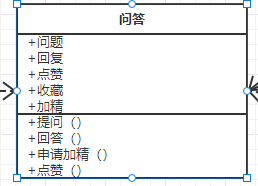 问答
+问题
+回复
+点赞
+收藏
+加精
+提问（）
+回答（）
+申请加精（）
+点赞（）